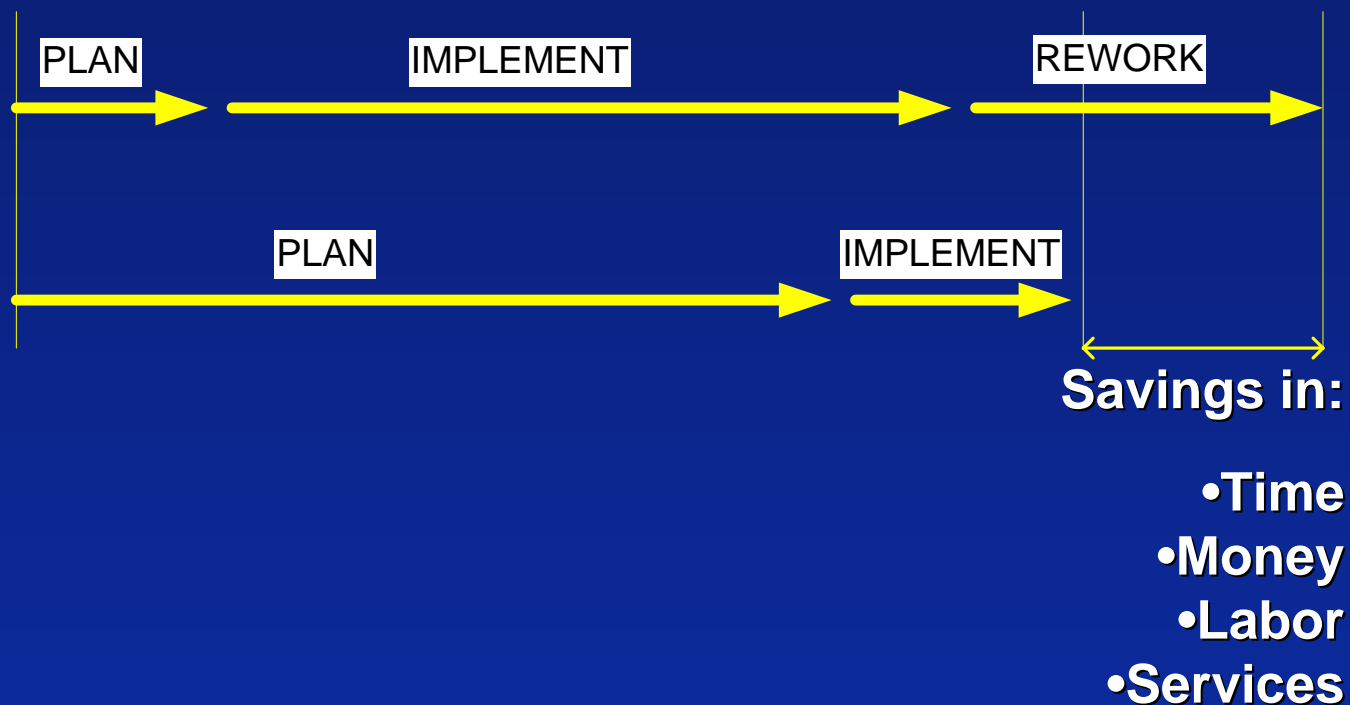 PLAN
IMPLEMENT
REWORK
PLAN
IMPLEMENT
Savings in:
•Time
•Money
•Labor
•Services